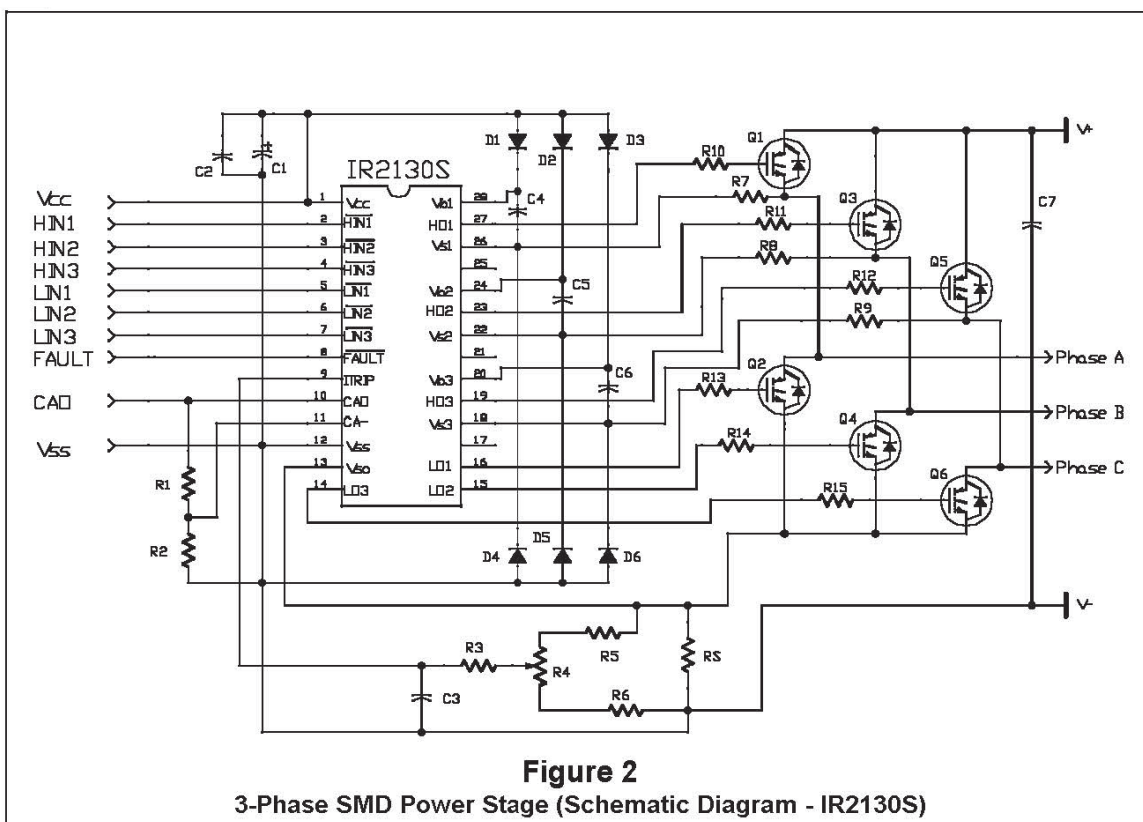 D1
D2
D3
C2
C1
IR2130S
R10
Q1
V+
R7
C4
R11
Q3
C7
R8
Q5
R12
R9
Vcc
HIN1
HIN2
HIN3
LIN1
LIN2
LIN3
FAULT
CAO
Vss
1 Vcc
2 HIN1
3 HIN2
4 HIN3
5 LIN1
6 LIN2
7 LIN3
8 FAULT
9 ITRIP
10 CAO
11 CA-
12 Vss
13 Vso
14 LO3
Vb1 28
HO1 27
Vs1 26
25
Vb2 24
HO2 23
Vs2 22
21
Vb3 20
HO3 19
Vs3 18
17
LO1 16
LO2 15
C5
C6
Q2
R13
Phase A
Q4
Phase B
R14
Phase C
R15
Q6
R1
R2
D4
D5
D6
V-
R3
R4
R5
RS
R6
C3
Figure 2
3-Phase SMD Power Stage (Schematic Diagram - IR2130S)